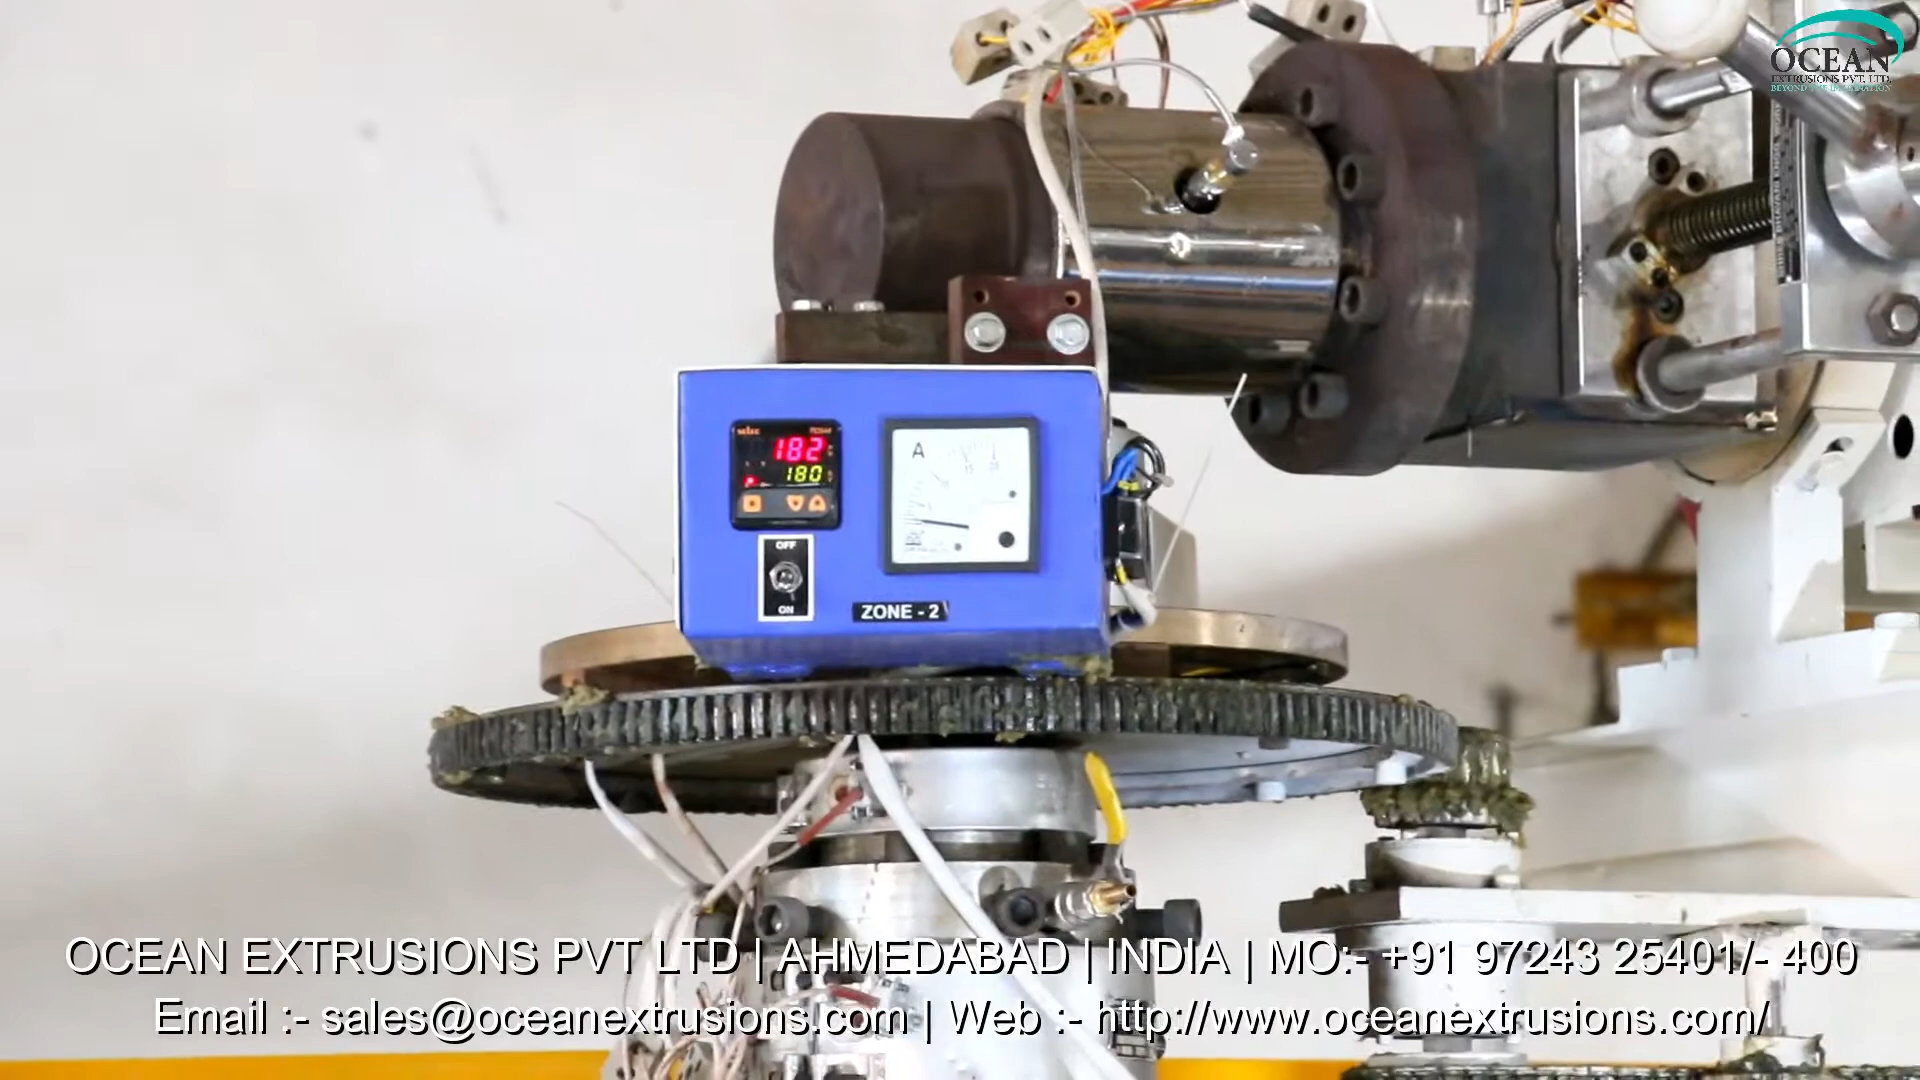 OCEAN
EXTRUSIONS PVT. LTD.
selec
182
180
A
OFF
ON
ZONE - 2
OCEAN EXTRUSIONS PVT LTD | AHMEDABAD | INDIA | MO:- +91 97243 25401/- 400
Email :- sales@oceanextrusions.com | Web :- http://www.oceanextrusions.com/